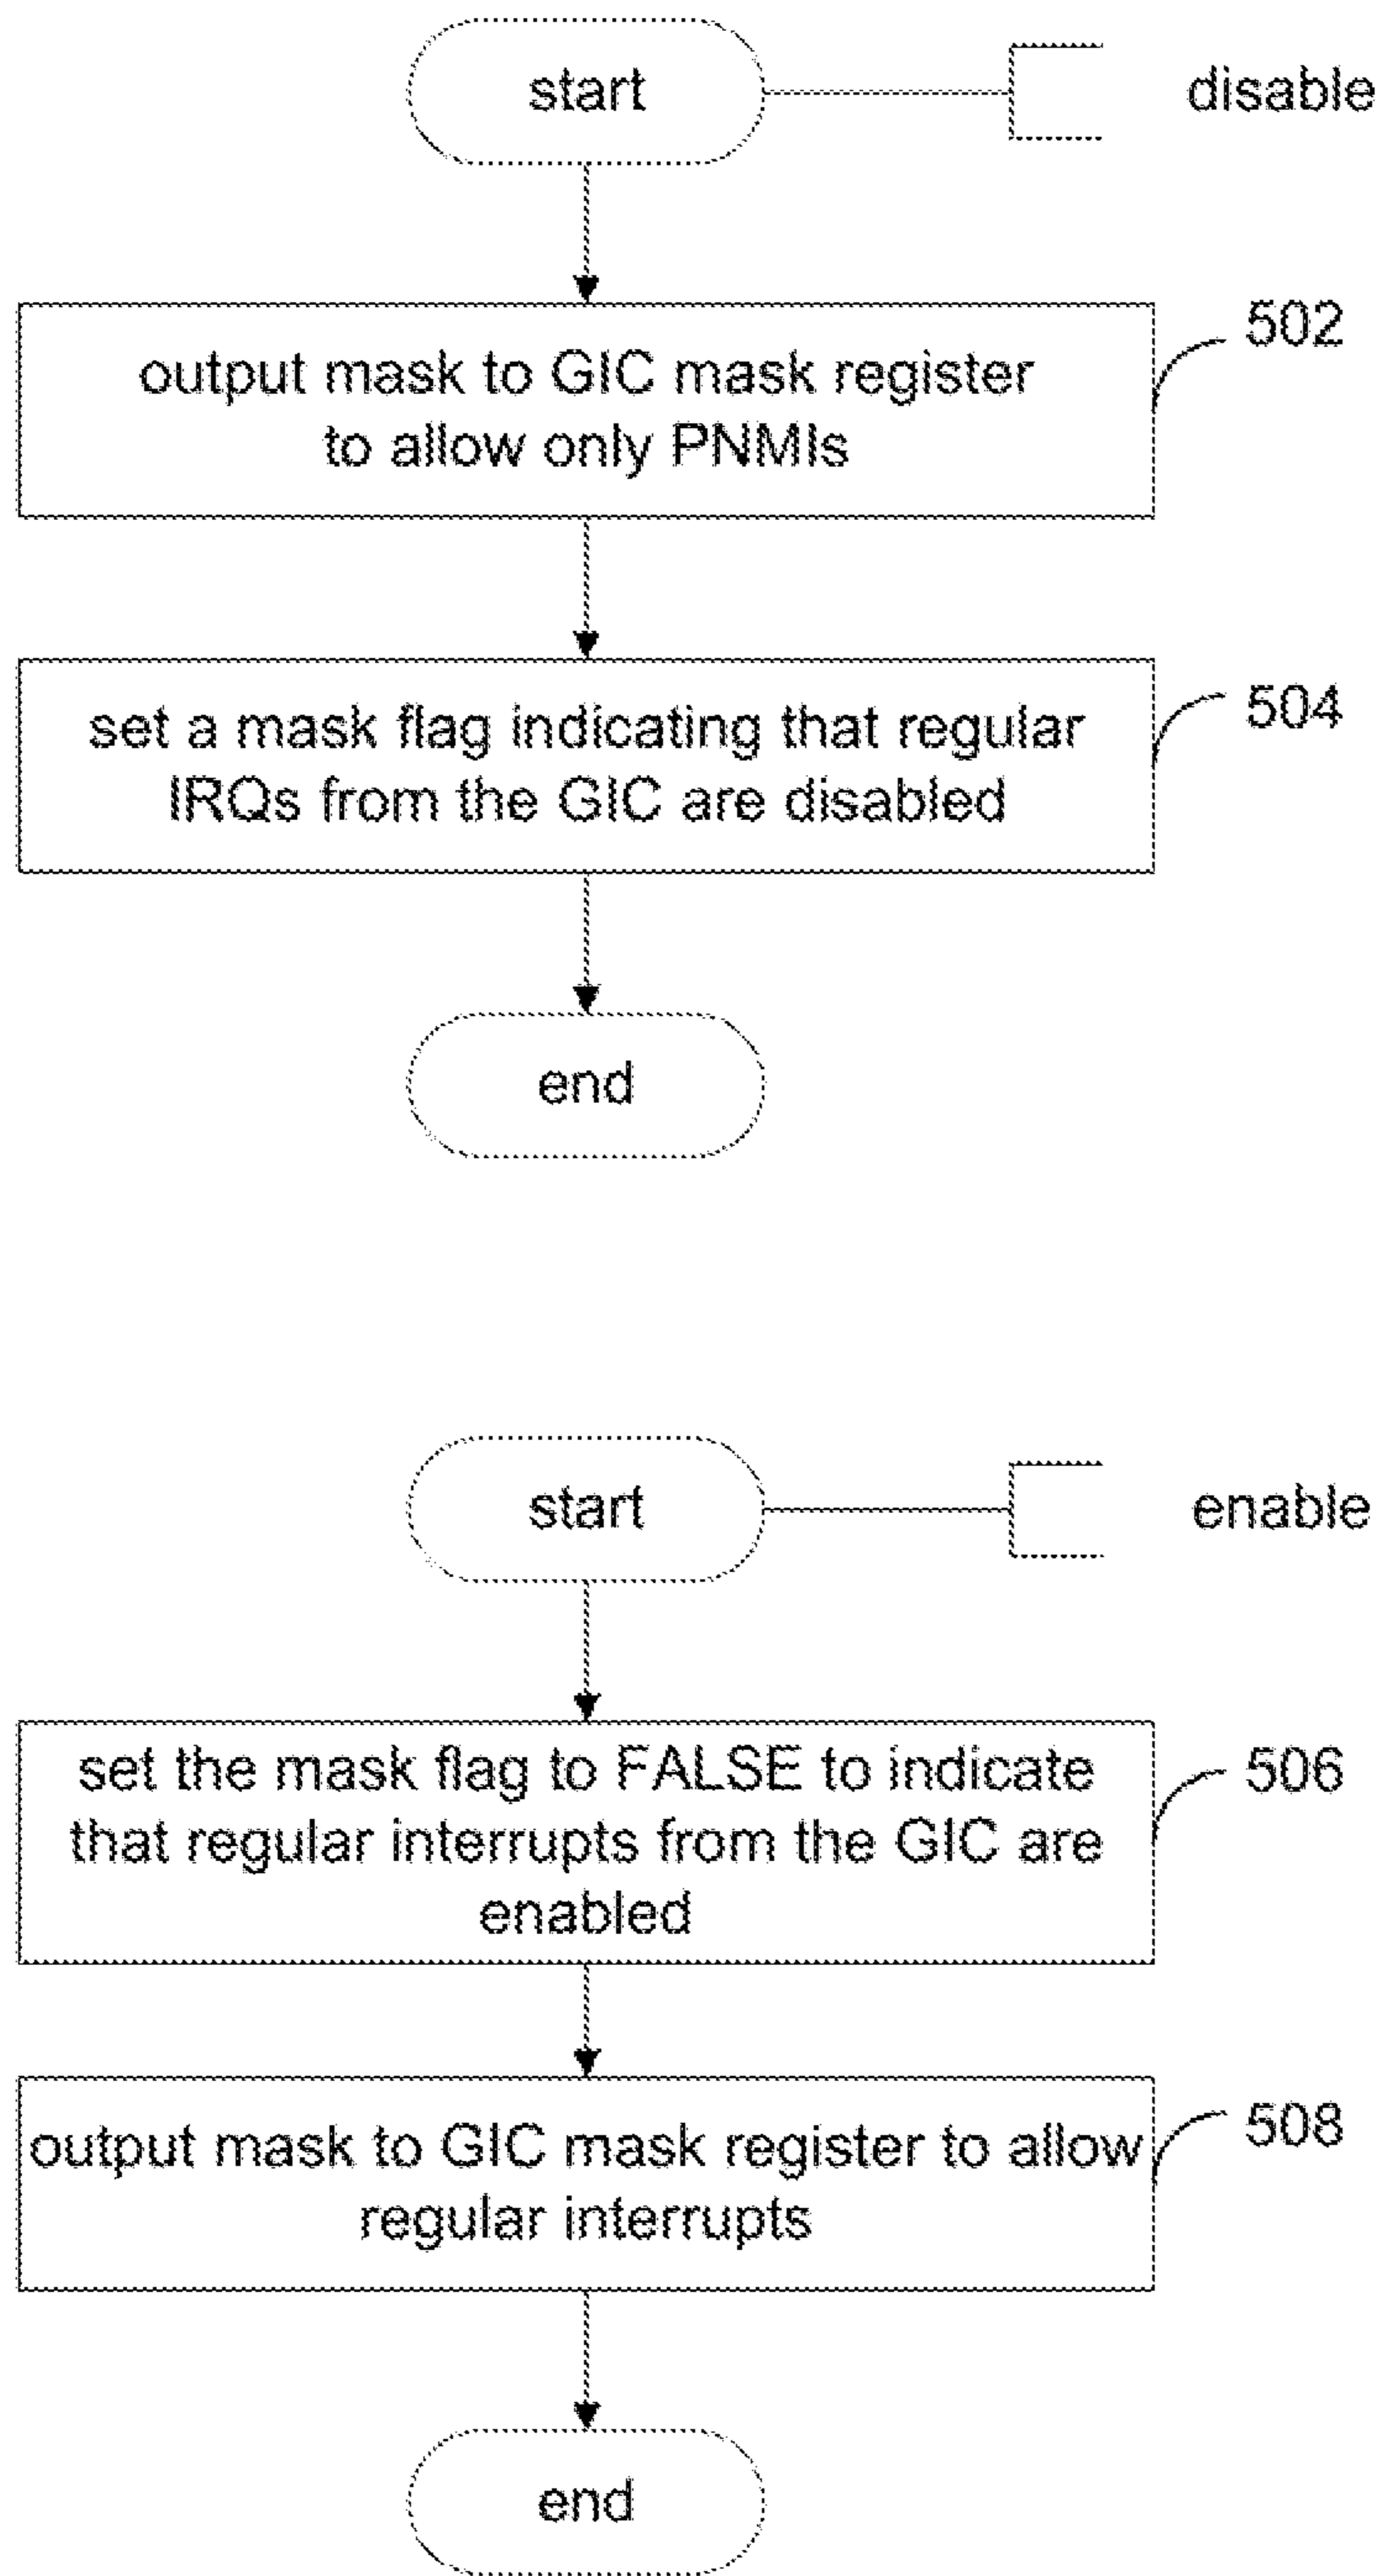 start
disable
502
output mask to GIC mask register
to allow only PNMIs
504
set a mask flag indicating that regular
IRQs from the GIC are disabled
end
start
enable
506
set the mask flag to FALSE to indicate
that regular interrupts from the GIC are
enabled
508
output mask to GIC mask register to allow
regular interrupts
end